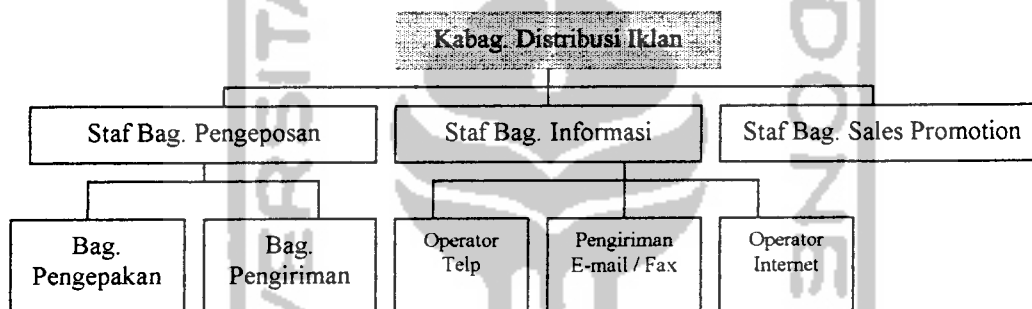 Kabag. Distribusi Iklan
Staf Bag. Pengeposan
Staf Bag. Informasi
Staf Bag. Sales Promotion
Bag.
Pengepakan
Bag.
Pengiriman
Operator
Telp
Pengiriman
E-mail / Fax
Operator
Internet